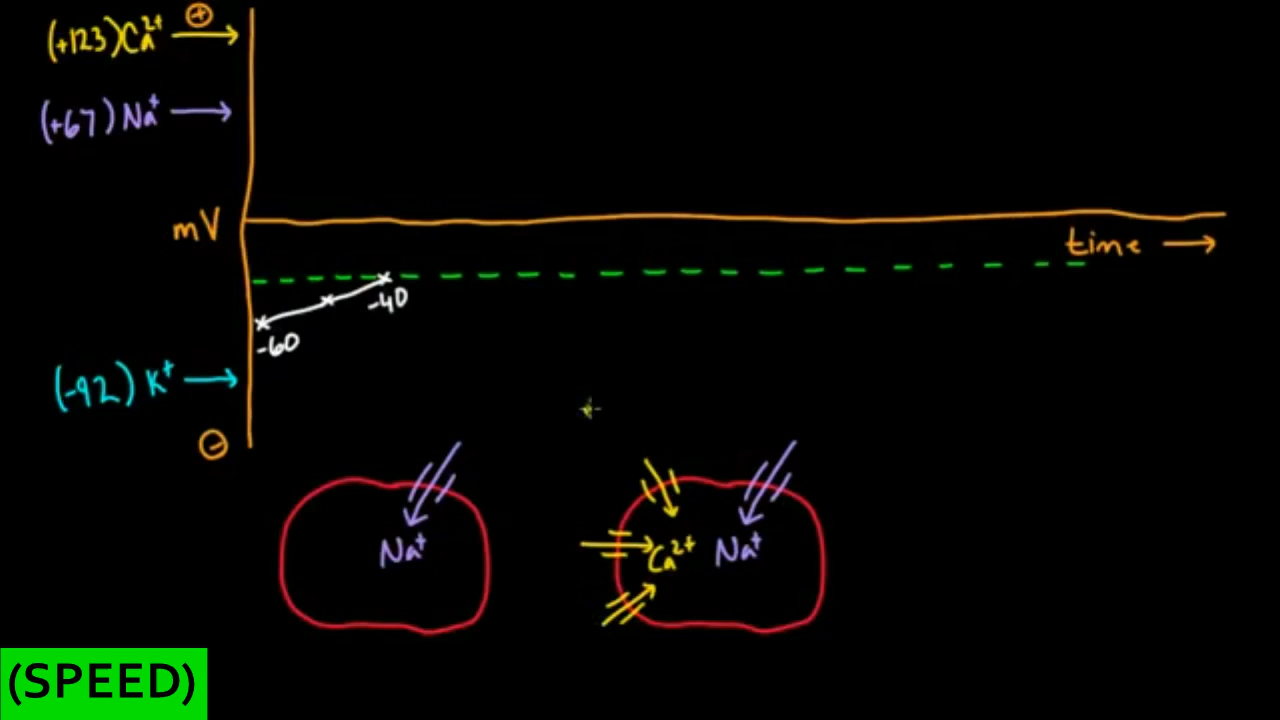 (+123) Ca²⁺ ⊕
(+67) Na⁺
mV
time
-40
-60
(-92) K⁺
⊖
Na⁺
Ca²⁺ Na⁺
(SPEED)